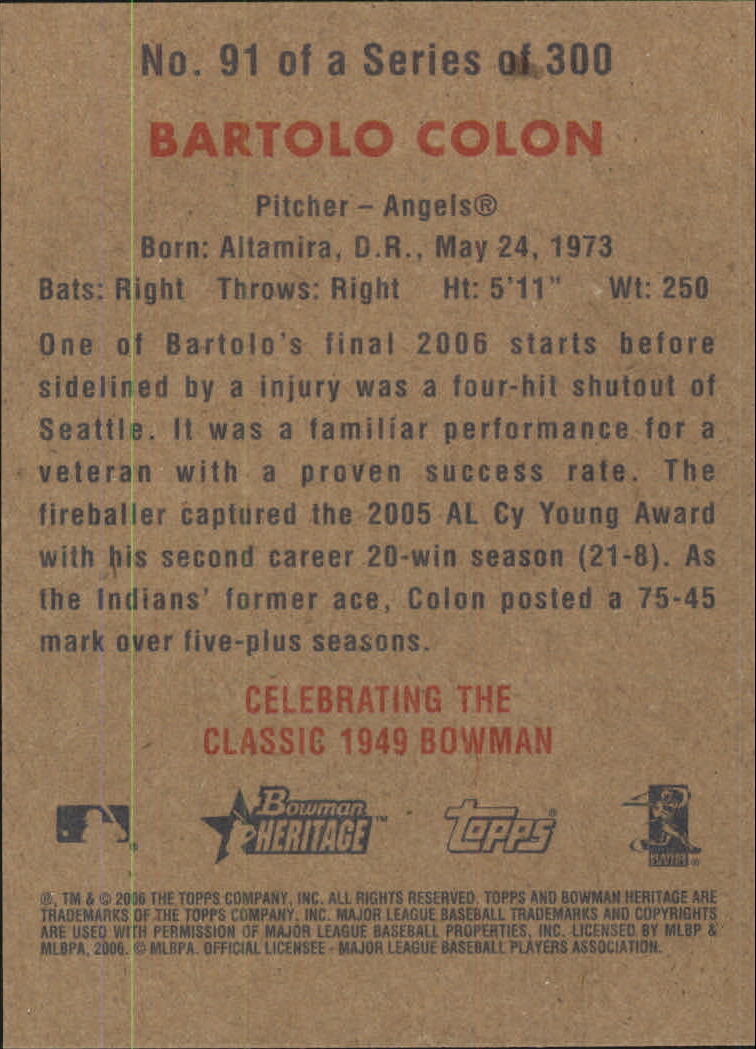 No. 91 of a Series of 300
BARTOLO COLON
Pitcher – Angels®
Born: Altamira, D.R., May 24, 1973
Bats: Right Throws: Right Ht: 5'11" Wt: 250
One of Bartolo's final 2006 starts before
sidelined by a injury was a four-hit shutout of
Seattle. It was a familiar performance for a
veteran with a proven success rate. The
fireballer captured the 2005 AL Cy Young Award
with his second career 20-win season (21-8). As
the Indians' former ace, Colon posted a 75-45
mark over five-plus seasons.
CELEBRATING THE
CLASSIC 1949 BOWMAN
Bowman
HERITAGE™
Topps®
®, TM & © 2006 THE TOPPS COMPANY, INC. ALL RIGHTS RESERVED. TOPPS AND BOWMAN HERITAGE ARE
TRADEMARKS OF THE TOPPS COMPANY, INC. MAJOR LEAGUE BASEBALL TRADEMARKS AND COPYRIGHTS
ARE USED WITH PERMISSION OF MAJOR LEAGUE BASEBALL PROPERTIES, INC. LICENSED BY MLBP &
MLBPA, 2006. © MLBPA. OFFICIAL LICENSEE - MAJOR LEAGUE BASEBALL PLAYERS ASSOCIATION.